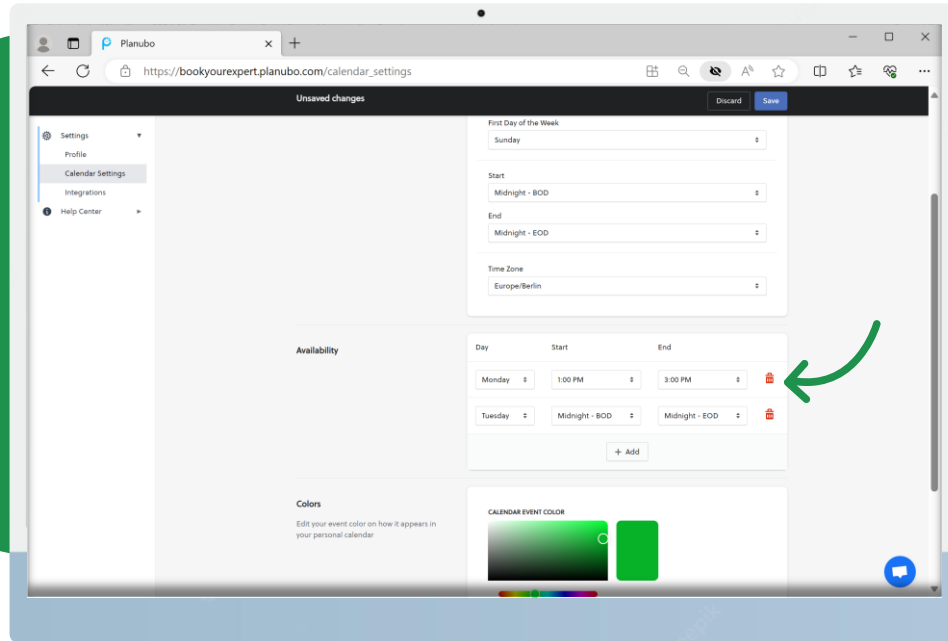 Planubo
https://bookyourexpert.planubo.com/calendar_settings
Unsaved changes
Discard
Save
Settings
Profile
Calendar Settings
Integrations
Help Center
First Day of the Week
Sunday
Start
Midnight - BOD
End
Midnight - EOD
Time Zone
Europe/Berlin
Availability
Day Start End
Monday 1:00 PM 3:00 PM
Tuesday Midnight - BOD Midnight - EOD
+ Add
Colors
Edit your event color on how it appears in
your personal calendar
CALENDAR EVENT COLOR